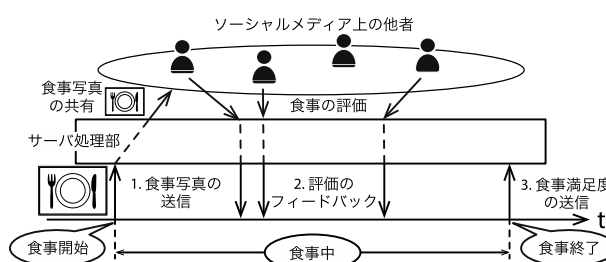 ソーシャルメディア上の他者
食事写真
の共有
食事の評価
サーバ処理部
1. 食事写真の
送信
2. 評価の
フィードバック
3. 食事満足度
の送信
t
食事開始
食事中
食事終了